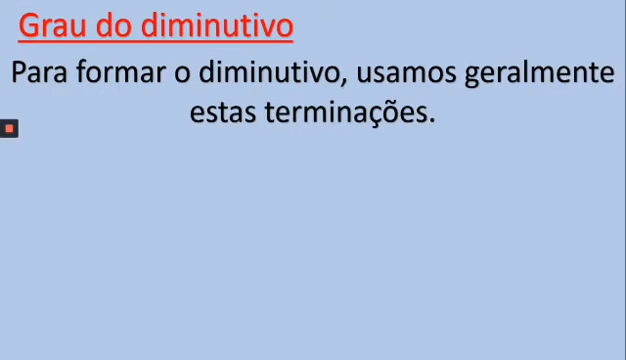 Grau do diminutivo
Para formar o diminutivo, usamos geralmente
estas terminações.